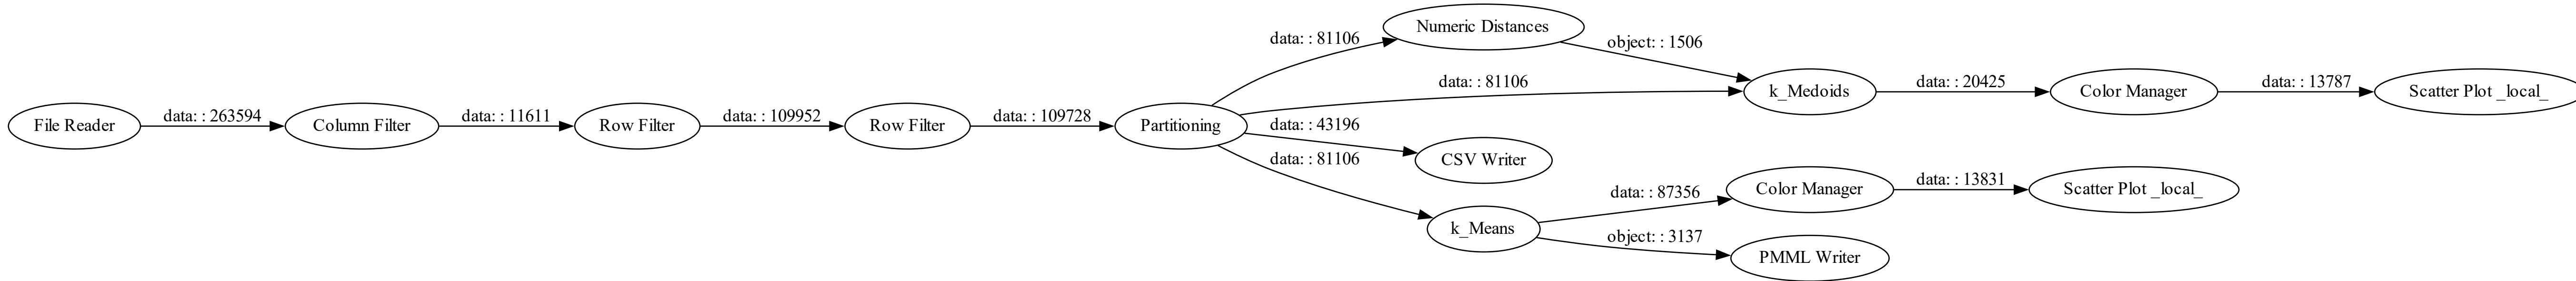 File Reader
data: : 263594
Column Filter
data: : 11611
Row Filter
data: : 109952
Row Filter
data: : 109728
Partitioning
data: : 81106
Numeric Distances
object: : 1506
data: : 81106
k_Medoids
data: : 20425
Color Manager
data: : 13787
Scatter Plot _local_
data: : 43196
CSV Writer
data: : 81106
k_Means
data: : 87356
Color Manager
data: : 13831
Scatter Plot _local_
object: : 3137
PMML Writer